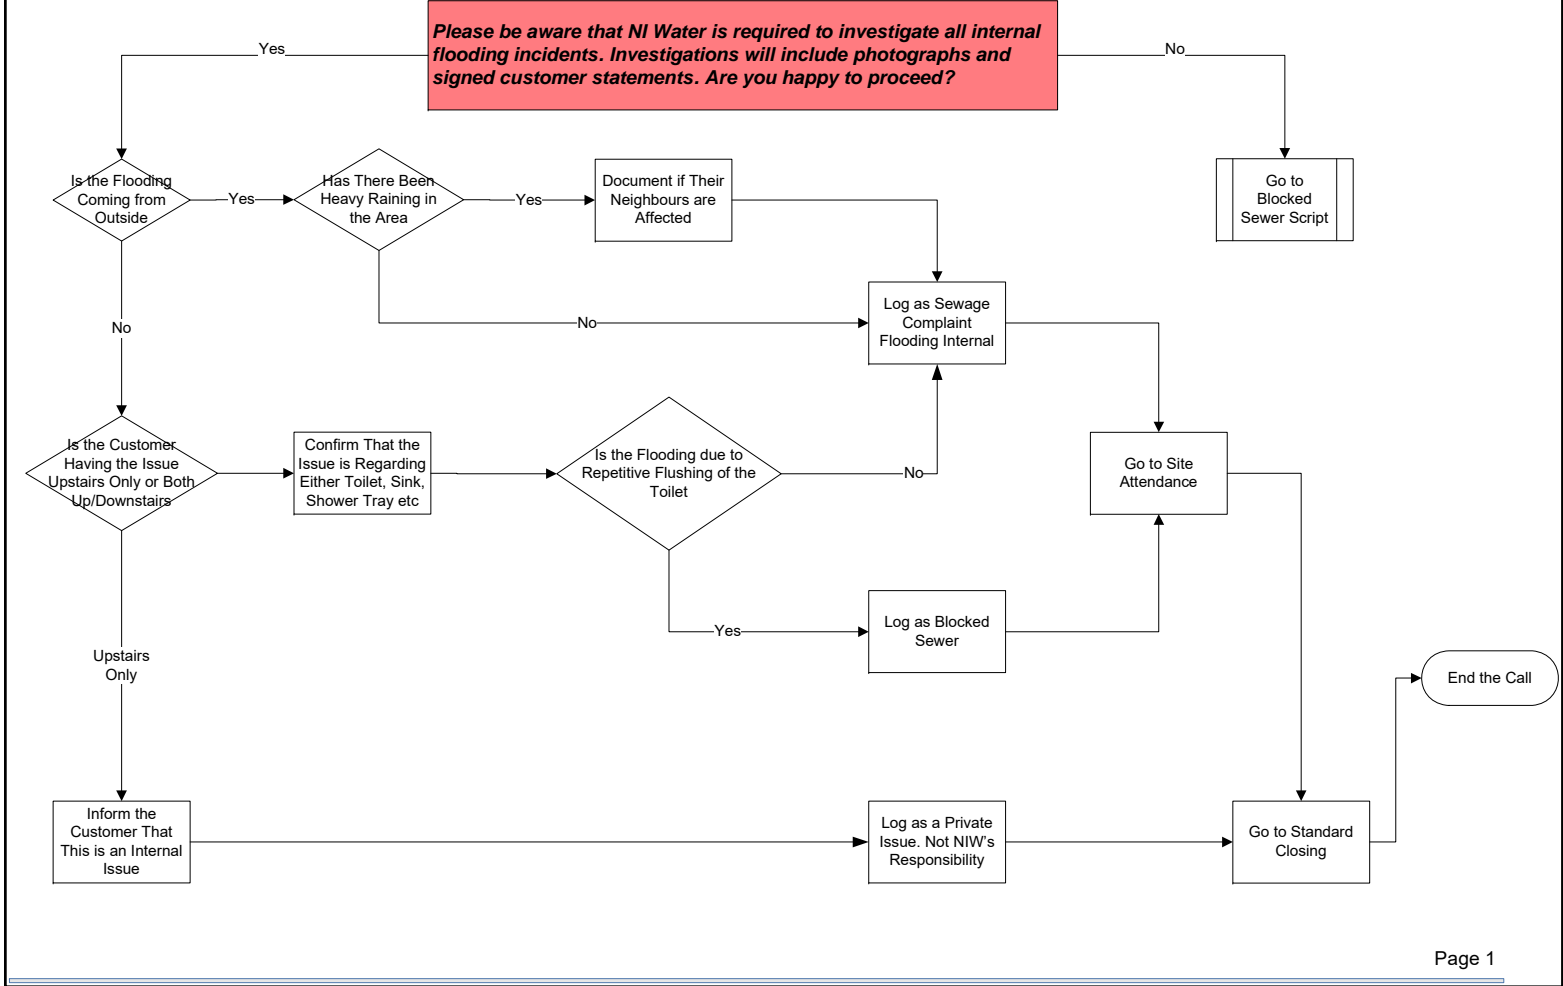 Please be aware that NI Water is required to investigate all internal
flooding incidents. Investigations will include photographs and
signed customer statements. Are you happy to proceed?
Yes
No
Is the Flooding
Coming from
Outside
Yes
Has There Been
Heavy Raining in
the Area
Yes
Document if Their
Neighbours are
Affected
Go to
Blocked
Sewer Script
No
No
Log as Sewage
Complaint
Flooding Internal
Is the Customer
Having the Issue
Upstairs Only or Both
Up/Downstairs
Confirm That the
Issue is Regarding
Either Toilet, Sink,
Shower Tray etc
Is the Flooding due to
Repetitive Flushing of the
Toilet
No
Go to Site
Attendance
Yes
Log as Blocked
Sewer
Upstairs
Only
End the Call
Inform the
Customer That
This is an Internal
Issue
Log as a Private
Issue. Not NIW's
Responsibility
Go to Standard
Closing
Page 1